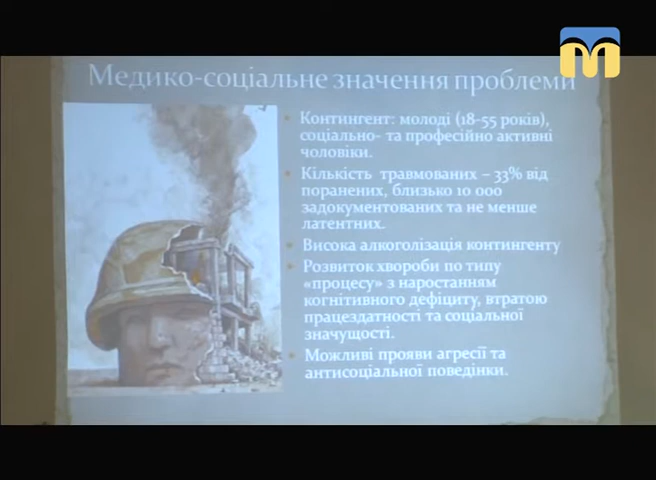 Медико-соціальне значення проблеми
Контингент: молоді (18-55 років),
соціально- та професійно активні
чоловіки.
Кількість травмованих – 33% від
поранених, близько 10 000
задокументованих та не менше
латентних.
Висока алкоголізація контингенту
Розвиток хвороби по типу
«процесу» з наростанням
когнітивного дефіциту, втратою
працездатності та соціальної
значущості.
Можливі прояви агресії та
антисоціальної поведінки.